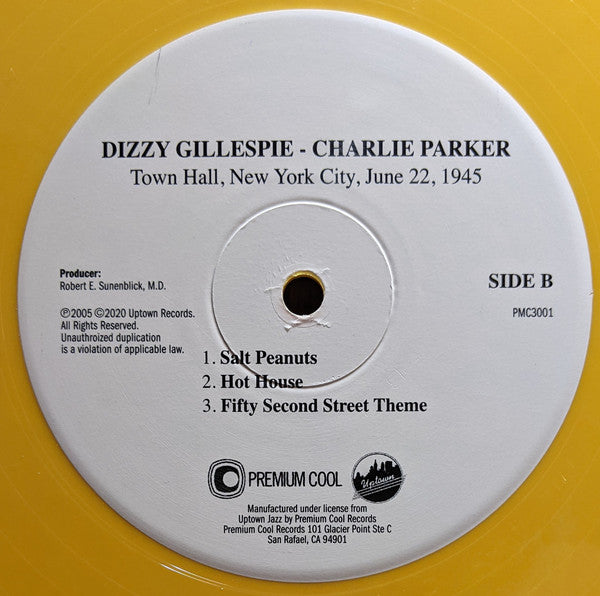 DIZZY GILLESPIE - CHARLIE PARKER
Town Hall, New York City, June 22, 1945
Producer:
Robert E. Sunenblick, M.D.
SIDE B
℗2005 ©2020 Uptown Records.
All Rights Reserved.
Unauthroized duplication
is a violation of applicable law.
PMC3001
1. Salt Peanuts
2. Hot House
3. Fifty Second Street Theme
PREMIUM COOL
Uptown
Manufactured under license from
Uptown Jazz by Premium Cool Records
Premium Cool Records 101 Glacier Point Ste C
San Rafael, CA 94901